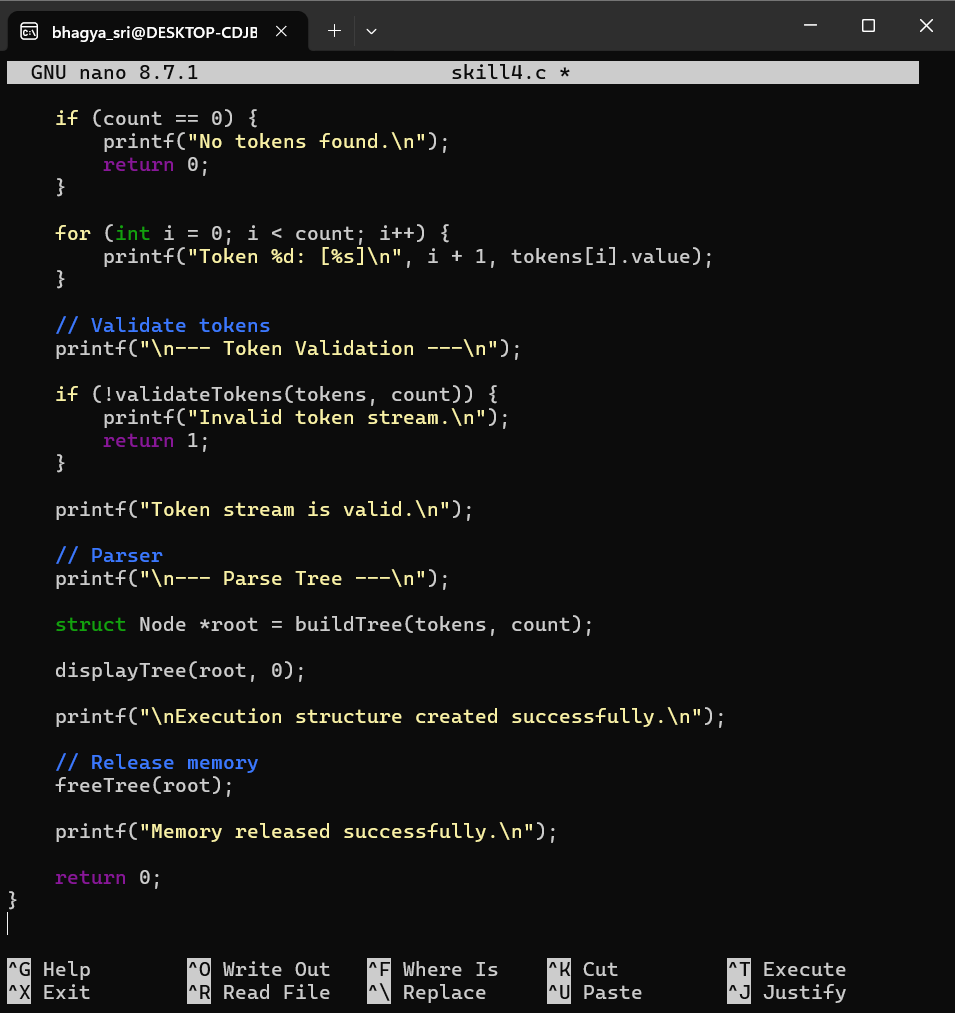 bhagya_sri@DESKTOP-CDJB
GNU nano 8.7.1 skill4.c *
    if (count == 0) {
        printf("No tokens found.\n");
        return 0;
    }
    for (int i = 0; i < count; i++) {
        printf("Token %d: [%s]\n", i + 1, tokens[i].value);
    }
    // Validate tokens
    printf("\n--- Token Validation ---\n");
    if (!validateTokens(tokens, count)) {
        printf("Invalid token stream.\n");
        return 1;
    }
    printf("Token stream is valid.\n");
    // Parser
    printf("\n--- Parse Tree ---\n");
    struct Node *root = buildTree(tokens, count);
    displayTree(root, 0);
    printf("\nExecution structure created successfully.\n");
    // Release memory
    freeTree(root);
    printf("Memory released successfully.\n");
    return 0;
}
^G Help ^O Write Out ^F Where Is ^K Cut ^T Execute
^X Exit ^R Read File ^\ Replace ^U Paste ^J Justify